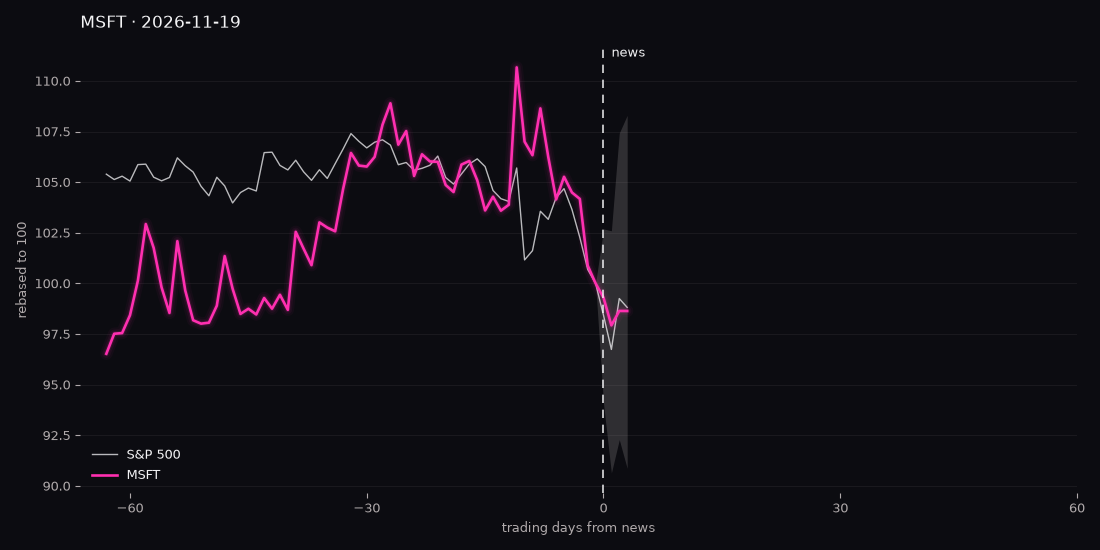 MSFT · 2026-11-19
news
110.0
107.5
105.0
102.5
100.0
97.5
95.0
92.5
90.0
rebased to 100
S&P 500
MSFT
−60
−30
0
30
60
trading days from news